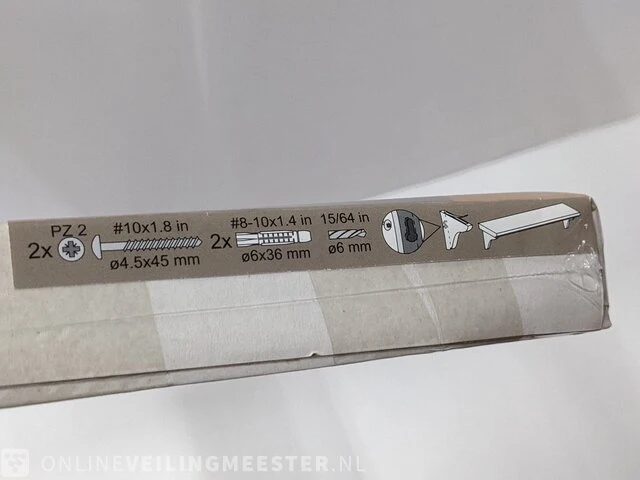 PZ 2
2x
#10x1.8 in
ø4.5x45 mm
2x
#8-10x1.4 in
ø6x36 mm
15/64 in
ø6 mm
ONLINEVEILINGMEESTER.NL